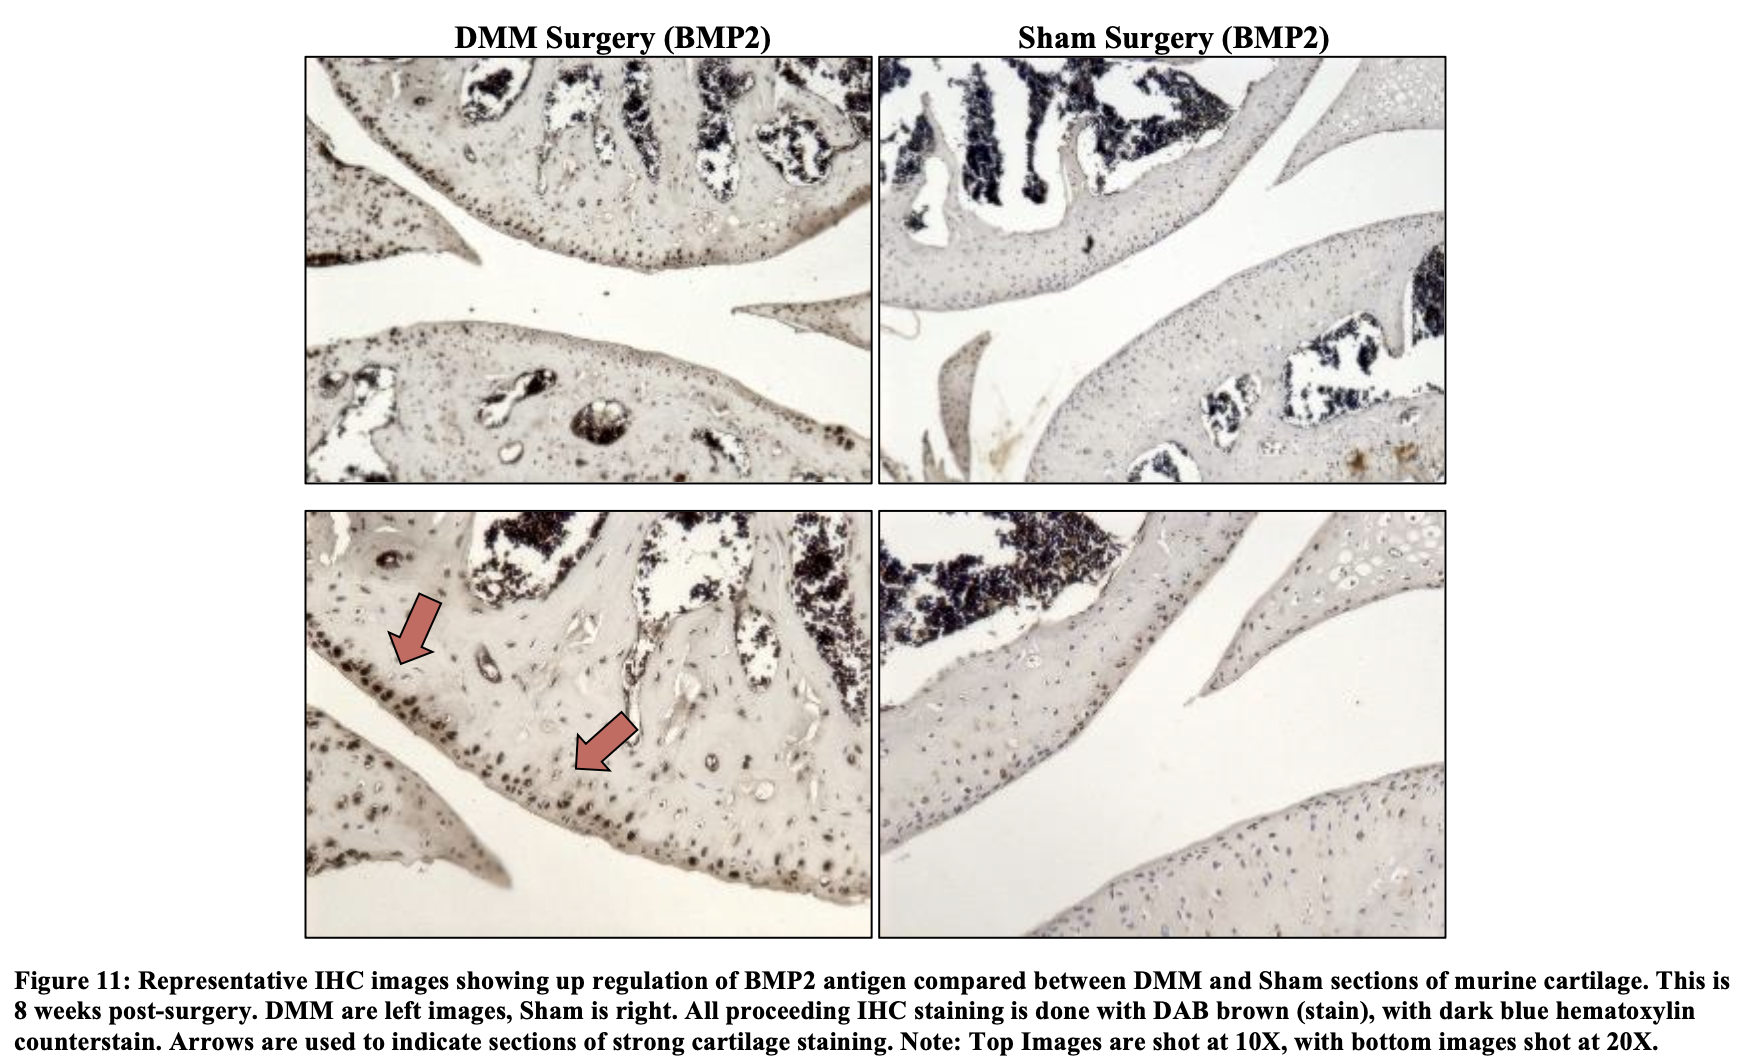 DMM Surgery (BMP2)
Sham Surgery (BMP2)
Figure 11: Representative IHC images showing up regulation of BMP2 antigen compared between DMM and Sham sections of murine cartilage. This is
8 weeks post-surgery. DMM are left images, Sham is right. All proceeding IHC staining is done with DAB brown (stain), with dark blue hematoxylin
counterstain. Arrows are used to indicate sections of strong cartilage staining. Note: Top Images are shot at 10X, with bottom images shot at 20X.